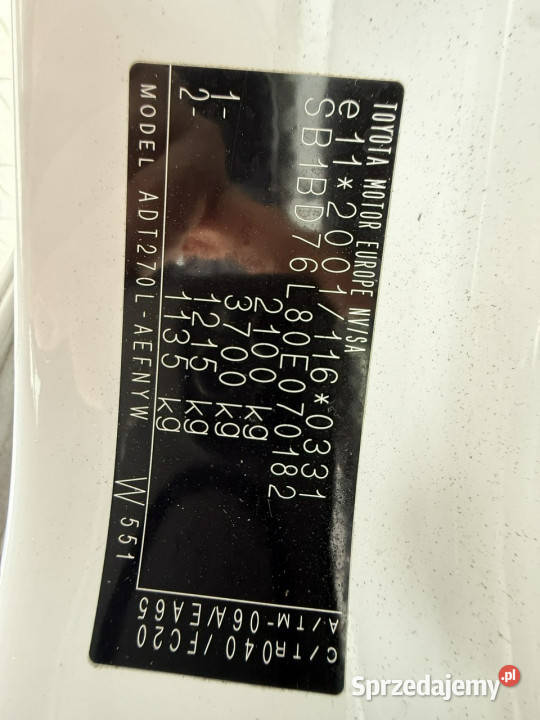 TOYOTA MOTOR EUROPE NV/SA
e11*2001/116*0331
SB1BD76L80E070182
2100 kg
3700 kg
1- 1215 kg
2- 1135 kg
MODEL ADT270L-AEFNYW W551
C/TR040/FC20
A/TM-06A/EA65
Sprzedajemy.pl